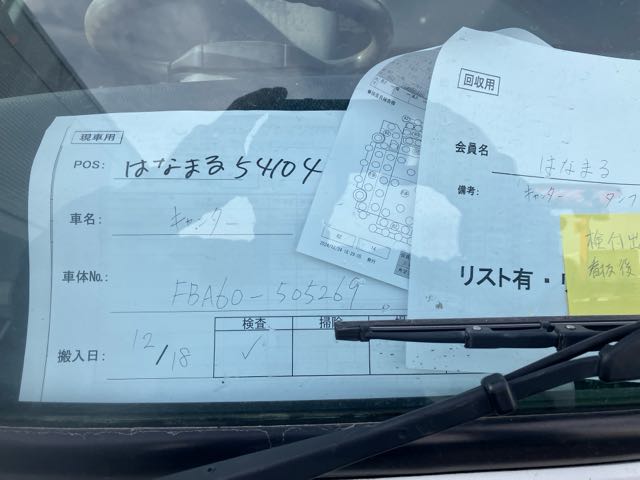 現車用
POS: はなまる54104
車名: キャンター
車体No.: FBA60-505269
検査 掃除
搬入日: 12/18 ✓
回収用
会員名 はなまる
備考: キャンター ダンプ
リスト有・
検付出